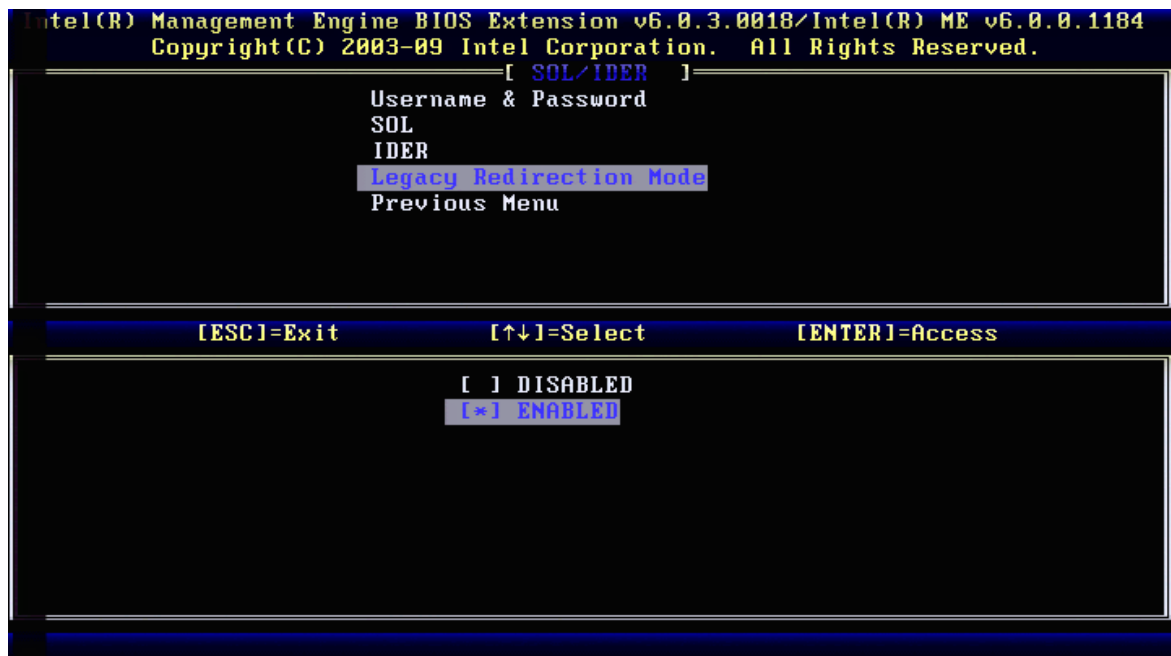 Intel(R) Management Engine BIOS Extension v6.0.3.0018/Intel(R) ME v6.0.0.1184
Copyright(C) 2003-09 Intel Corporation. All Rights Reserved.
[ SOL/IDER ]
Username & Password
SOL
IDER
Legacy Redirection Mode
Previous Menu
[ESC]=Exit [↑↓]=Select [ENTER]=Access
[ ] DISABLED
[*] ENABLED